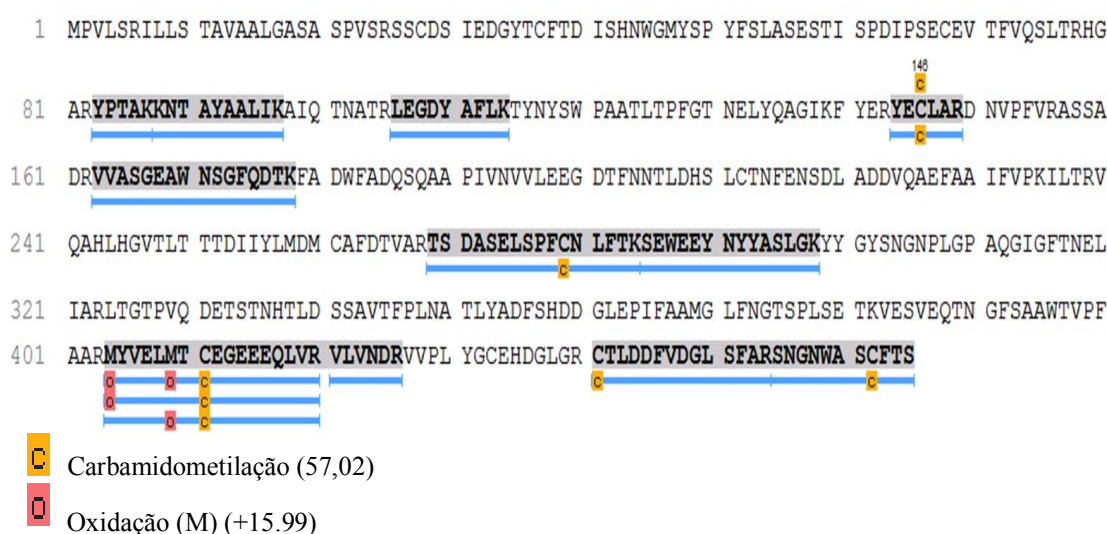 1 MPVLSRILLS TAVAALGASA SPVSRSSCDS IEDGYTCFTD ISHNWGMYSP YFSLASESTI SPDIPSECEV TFVQSLTRHG
146
C
81 ARYPTAKKNT AYAALIKAIQ TNATRLEGDY AFLKTYNYSW PAATLTPFGT NELYQAGIKF YERYECLARD NVPFVRASSA
C
161 DRVVASGEAW NSGFQDTKFA DWFADQSQAA PIVNVVLEEG DTFNNTLDHS LCTNFENSDL ADDVQAEFAA IFVPKILTRV
241 QAHLHGVTLT TTDIIYLMDM CAFDTVARTS DASELSPFCN LFTKSEWEEY NYYASLGKYY GYSNGNPLGP AQGIGFTNEL
C
321 IARLTGTPVQ DETSTNHTLD SSAVTFPLNA TLYADFSHDD GLEPIFAAMG LFNGTSPLSE TKVESVEQTN GFSAAWTVPF
401 AARMYVELMT CEGEEEQLVR VLVNDRVVPL YGCEHDGLGR CTLDDFVDGL SFARSNGNWA SCFTS
O O C C C
O C
O C
C Carbamidometilação (57,02)
O Oxidação (M) (+15.99)